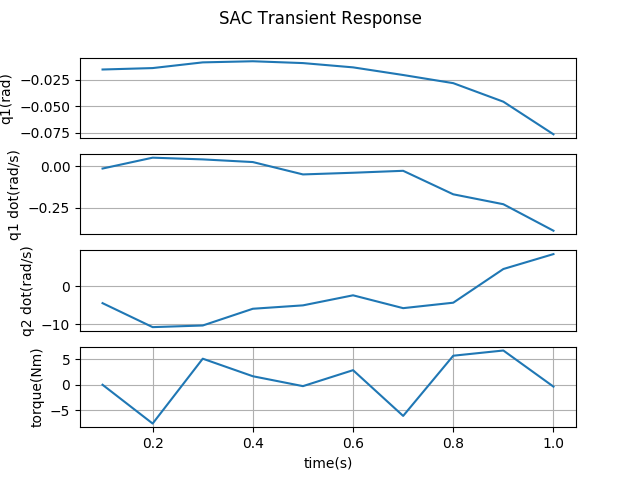 SAC Transient Response
q1(rad)
−0.025
−0.050
−0.075
q1 dot(rad/s)
0.00
−0.25
q2 dot(rad/s)
0
−10
torque(Nm)
5
0
−5
0.2 0.4 0.6 0.8 1.0
time(s)